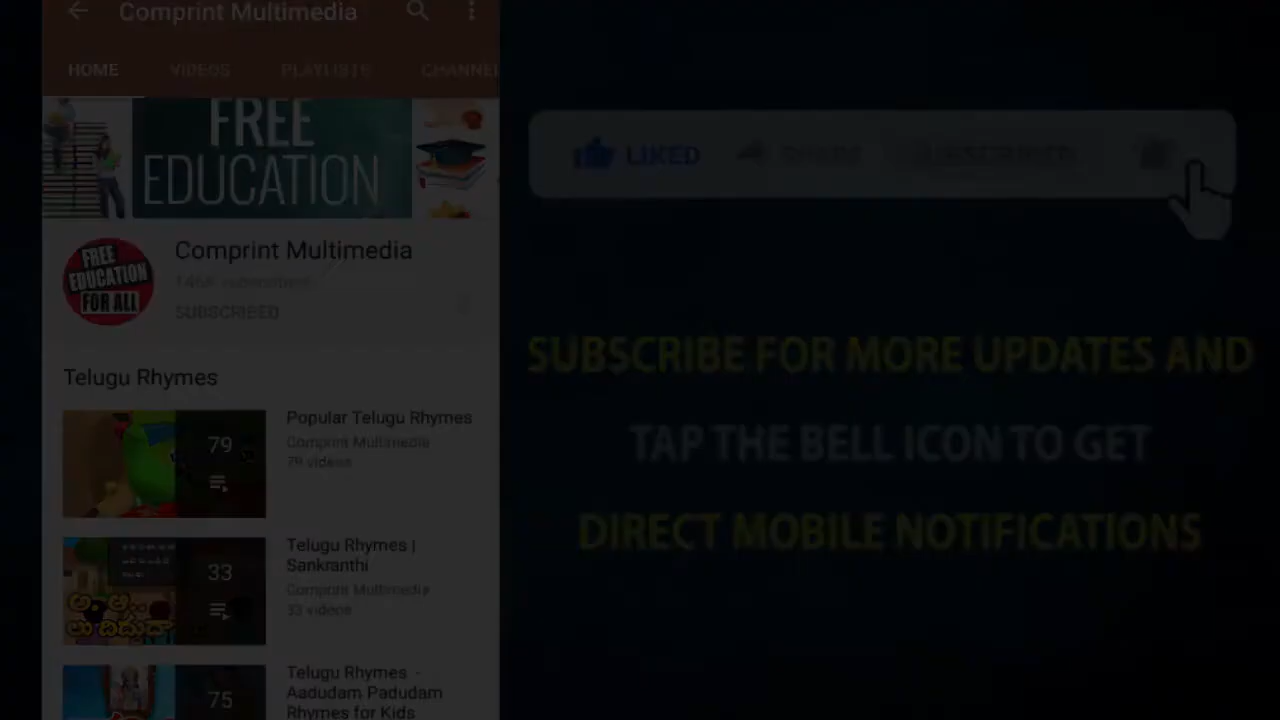 Comprint Multimedia
HOME VIDEOS PLAYLISTS CHANNEL
FREE
EDUCATION
FREE
EDUCATION
FOR ALL
Comprint Multimedia
SUBSCRIBED
Telugu Rhymes
79
Popular Telugu Rhymes
Comprint Multimedia
79 videos
33
Telugu Rhymes |
Sankranthi
Comprint Multimedia
33 videos
75
Telugu Rhymes -
Aadudam Padudam
Rhymes for Kids
LIKED SHARE SUBSCRIBED
SUBSCRIBE FOR MORE UPDATES AND
TAP THE BELL ICON TO GET
DIRECT MOBILE NOTIFICATIONS